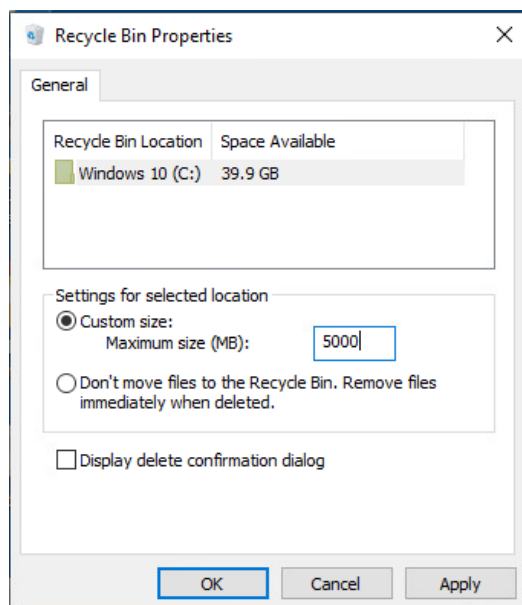 Recycle Bin Properties
General
Recycle Bin Location Space Available
Windows 10 (C:) 39.9 GB
Settings for selected location
Custom size:
Maximum size (MB): 5000
Don't move files to the Recycle Bin. Remove files
immediately when deleted.
Display delete confirmation dialog
OK Cancel Apply